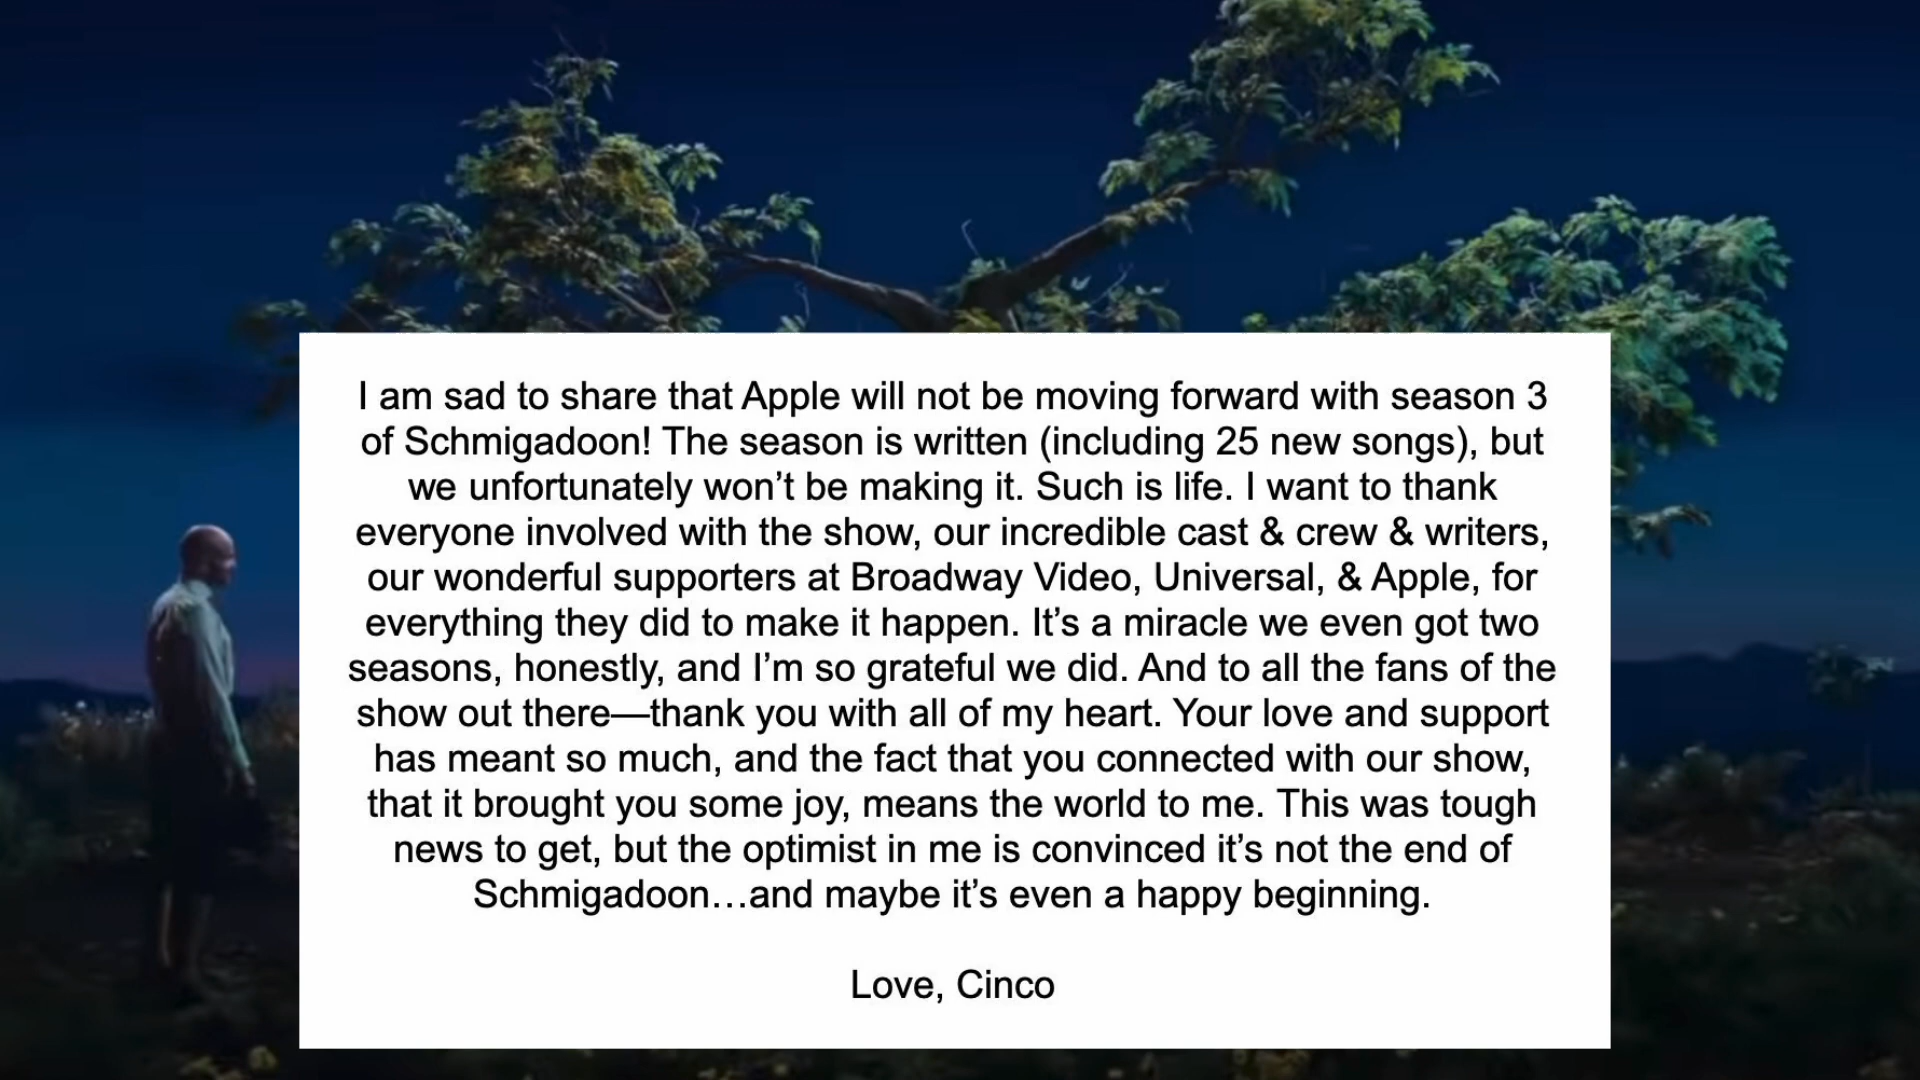 I am sad to share that Apple will not be moving forward with season 3
of Schmigadoon! The season is written (including 25 new songs), but
we unfortunately won’t be making it. Such is life. I want to thank
everyone involved with the show, our incredible cast & crew & writers,
our wonderful supporters at Broadway Video, Universal, & Apple, for
everything they did to make it happen. It’s a miracle we even got two
seasons, honestly, and I’m so grateful we did. And to all the fans of the
show out there—thank you with all of my heart. Your love and support
has meant so much, and the fact that you connected with our show,
that it brought you some joy, means the world to me. This was tough
news to get, but the optimist in me is convinced it’s not the end of
Schmigadoon…and maybe it’s even a happy beginning.
Love, Cinco